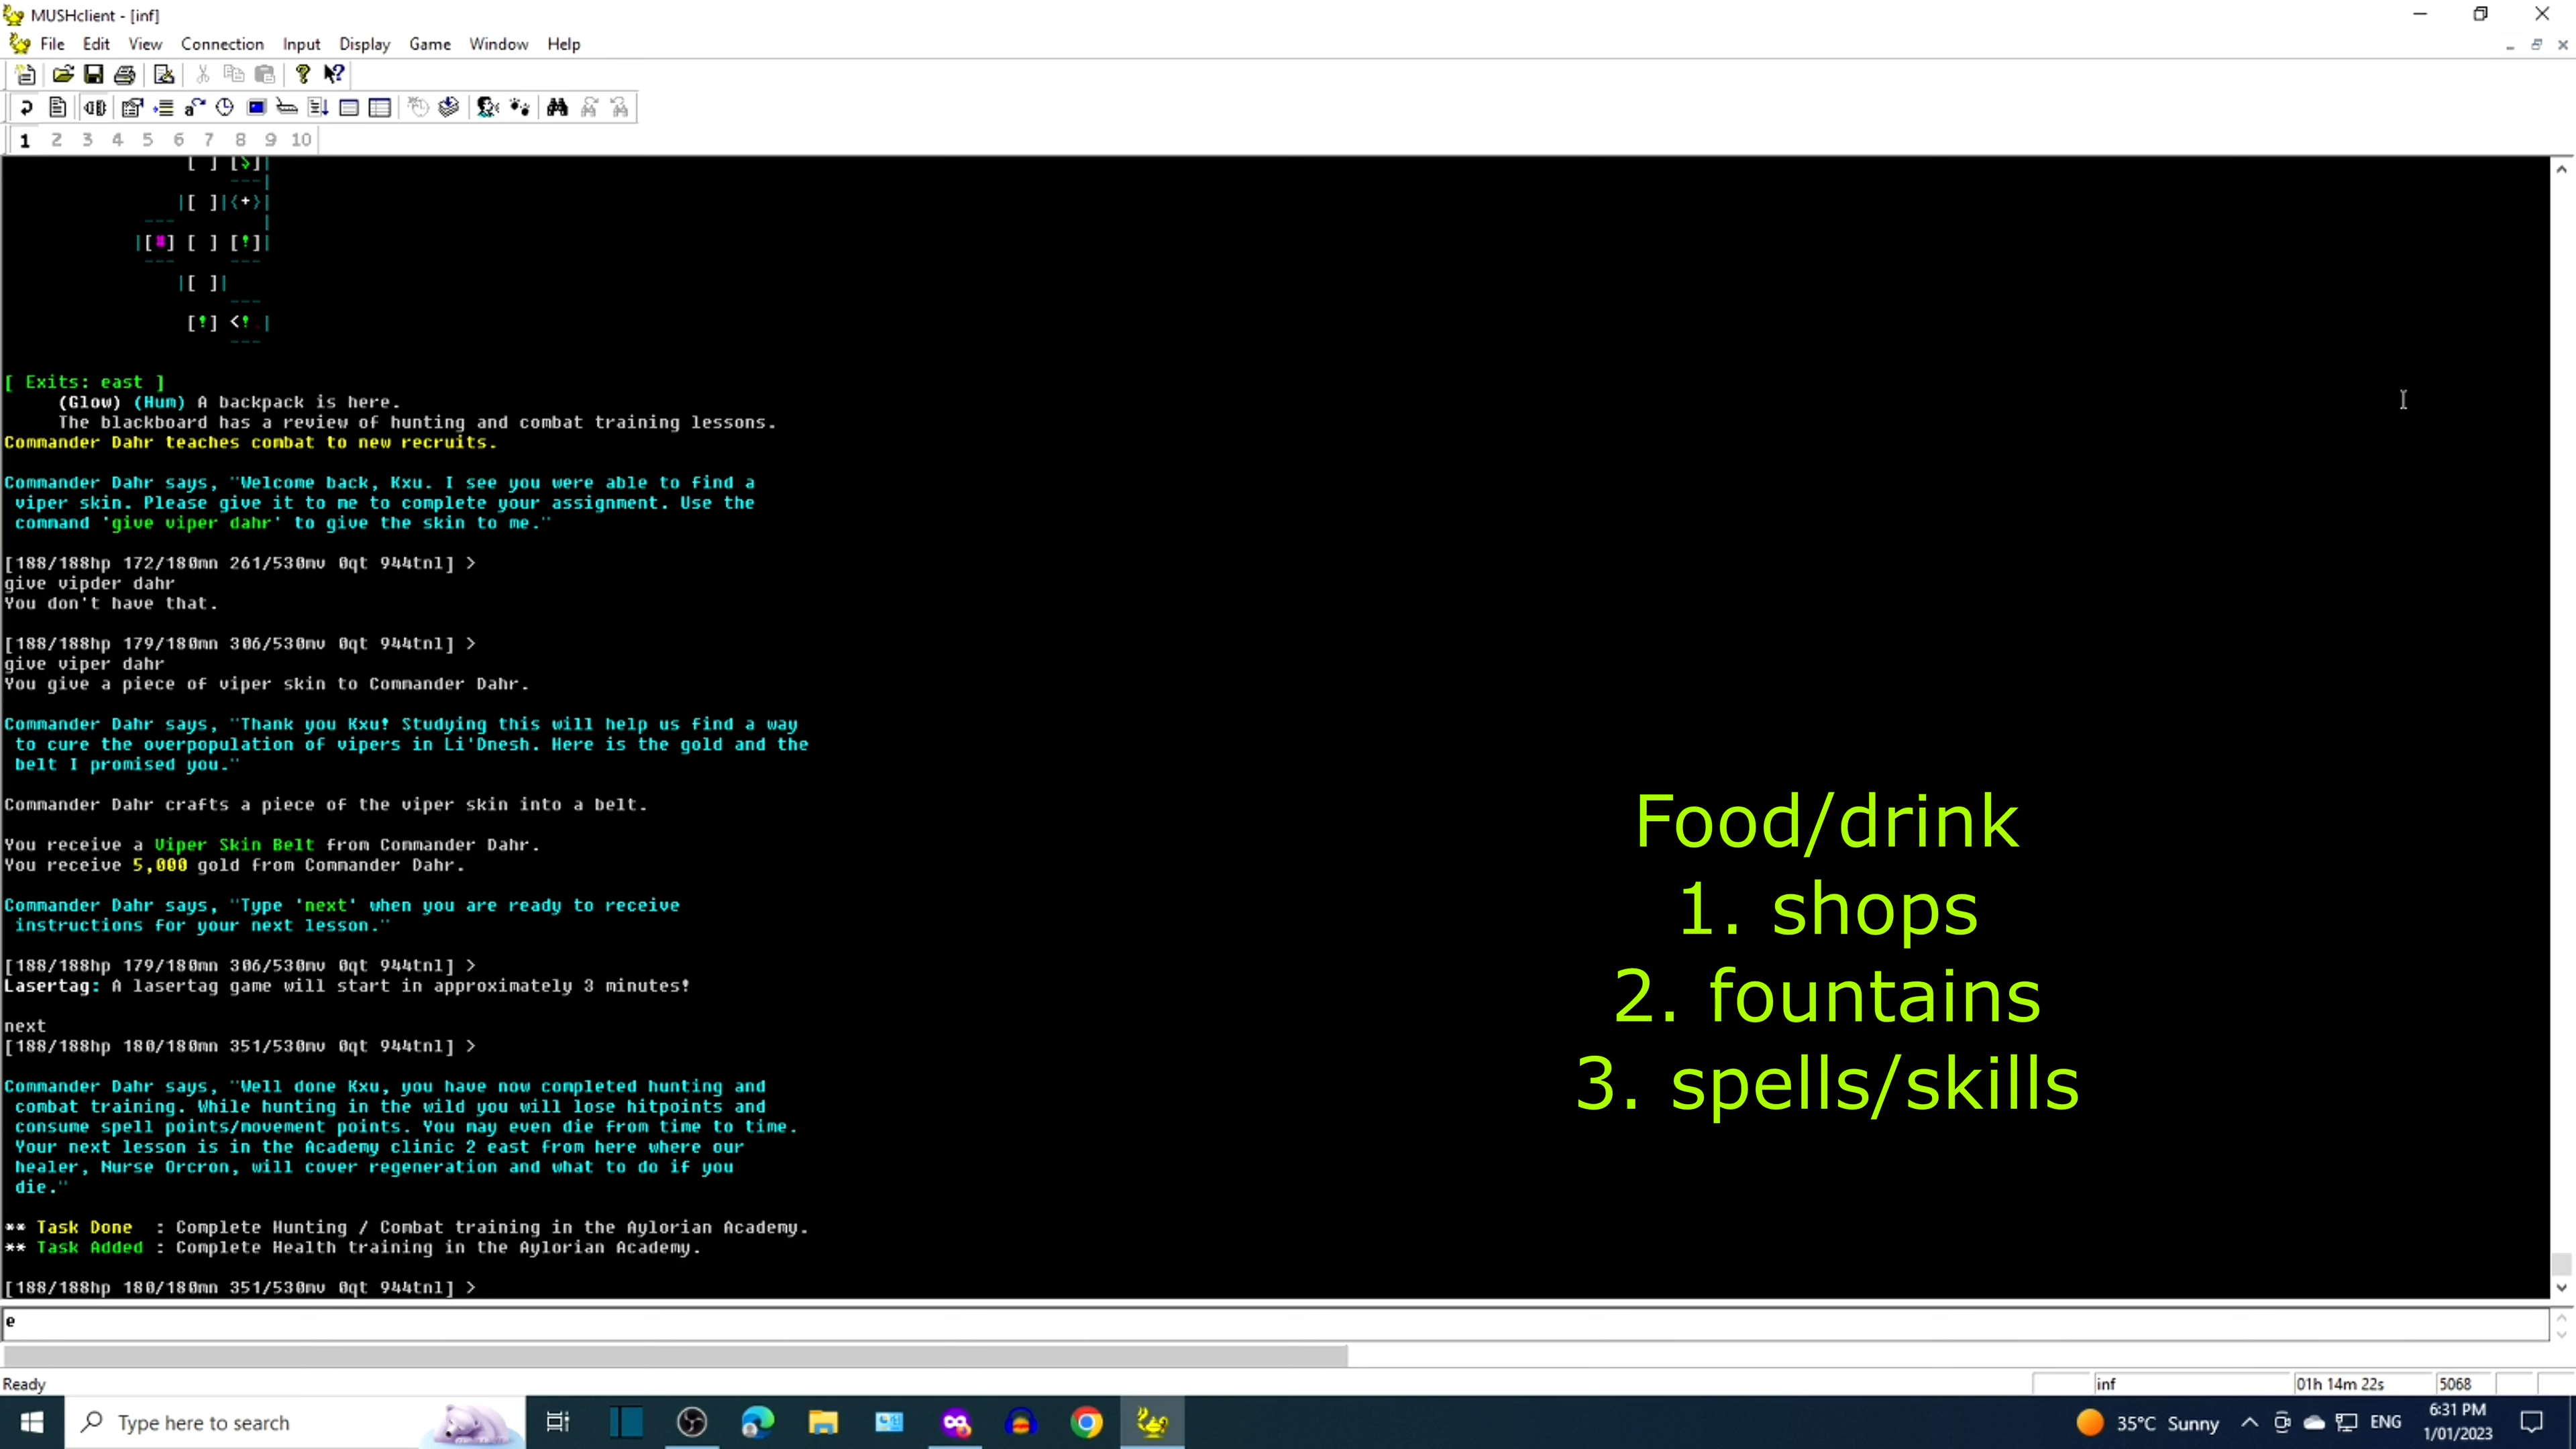 MUSHclient - [inf]
File Edit View Connection Input Display Game Window Help
1 2 3 4 5 6 7 8 9 10
[ ] [>]|
---|
|[ ]|{+}|
--- |
|[#] [ ] [!]|
--- ---
|[ ]|
---
[!] <! |
---
[ Exits: east ]
(Glow) (Hum) A backpack is here.
The blackboard has a review of hunting and combat training lessons.
Commander Dahr teaches combat to new recruits.
Commander Dahr says, "Welcome back, Kxu. I see you were able to find a
viper skin. Please give it to me to complete your assignment. Use the
command 'give viper dahr' to give the skin to me."
[188/188hp 172/180mn 261/530mv 0qt 944tnl] >
give vipder dahr
You don't have that.
[188/188hp 179/180mn 306/530mv 0qt 944tnl] >
give viper dahr
You give a piece of viper skin to Commander Dahr.
Commander Dahr says, "Thank you Kxu! Studying this will help us find a way
to cure the overpopulation of vipers in Li'Dnesh. Here is the gold and the
belt I promised you."
Commander Dahr crafts a piece of the viper skin into a belt.
You receive a Viper Skin Belt from Commander Dahr.
You receive 5,000 gold from Commander Dahr.
Commander Dahr says, "Type 'next' when you are ready to receive
instructions for your next lesson."
[188/188hp 179/180mn 306/530mv 0qt 944tnl] >
Lasertag: A lasertag game will start in approximately 3 minutes!
next
[188/188hp 180/180mn 351/530mv 0qt 944tnl] >
Commander Dahr says, "Well done Kxu, you have now completed hunting and
combat training. While hunting in the wild you will lose hitpoints and
consume spell points/movement points. You may even die from time to time.
Your next lesson is in the Academy clinic 2 east from here where our
healer, Nurse Orcron, will cover regeneration and what to do if you
die."
** Task Done : Complete Hunting / Combat training in the Aylorian Academy.
** Task Added : Complete Health training in the Aylorian Academy.
[188/188hp 180/180mn 351/530mv 0qt 944tnl] >
e
Food/drink
1. shops
2. fountains
3. spells/skills
Ready
inf
01h 14m 22s
5068
Type here to search
35°C Sunny
ENG
6:31 PM
1/01/2023